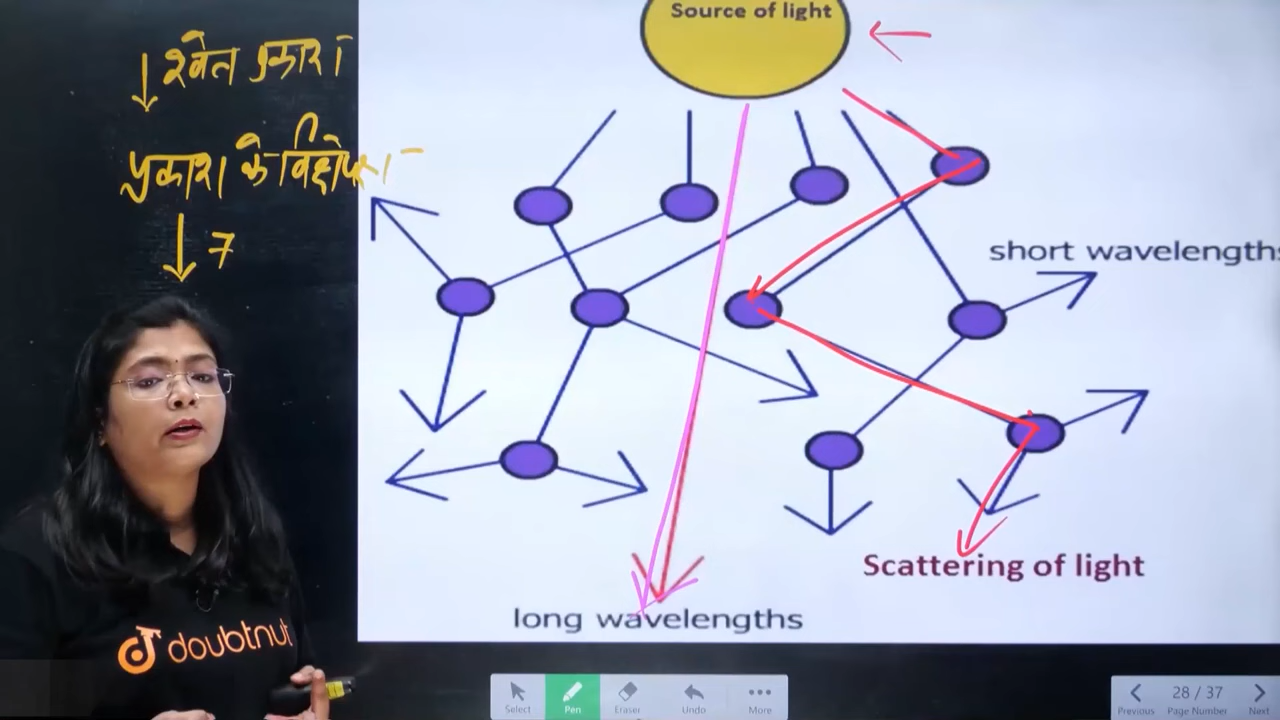 श्वेत प्रकाश
प्रकाश के विक्षेपण
7
Source of light
short wavelengths
Scattering of light
long wavelengths
doubtnut
Select
Pen
Eraser
Undo
More
Previous
28 / 37
Page Number
Next